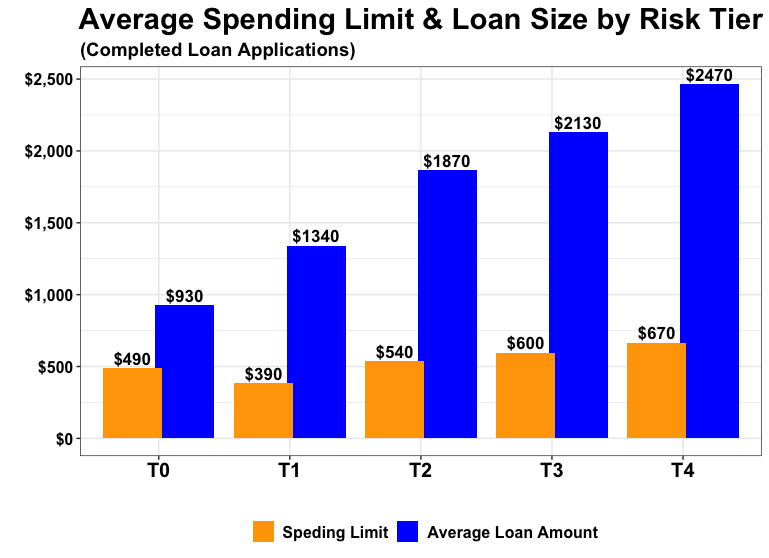 Average Spending Limit & Loan Size by Risk Tier
(Completed Loan Applications)
$2,500
$2,000
$1,500
$1,000
$500
$0
$490
$930
$390
$1340
$540
$1870
$600
$2130
$670
$2470
T0
T1
T2
T3
T4
Speding Limit
Average Loan Amount